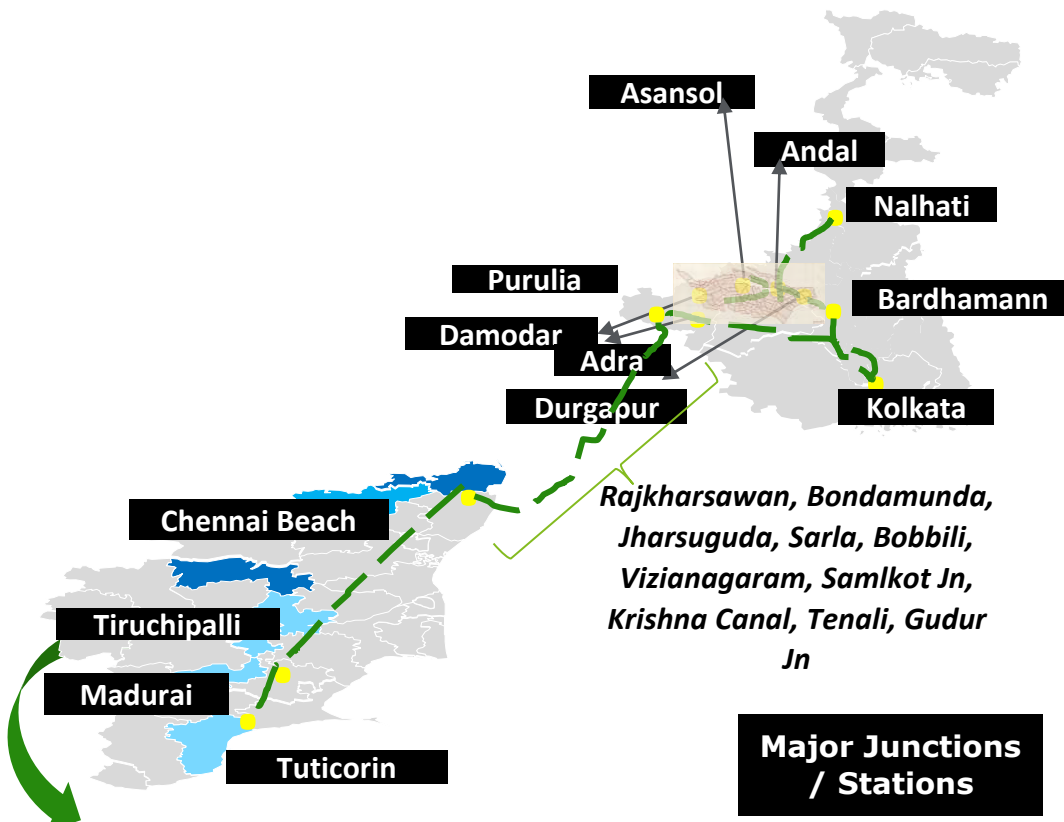 Asansol
Andal
Nalhati
Purulia
Bardhamann
Damodar
Adra
Durgapur
Kolkata
Rajkharsawan, Bondamunda,
Jharsuguda, Sarla, Bobbili,
Vizianagaram, Samlkot Jn,
Krishna Canal, Tenali, Gudur
Jn
Chennai Beach
Tiruchipalli
Madurai
Tuticorin
Major Junctions
/ Stations